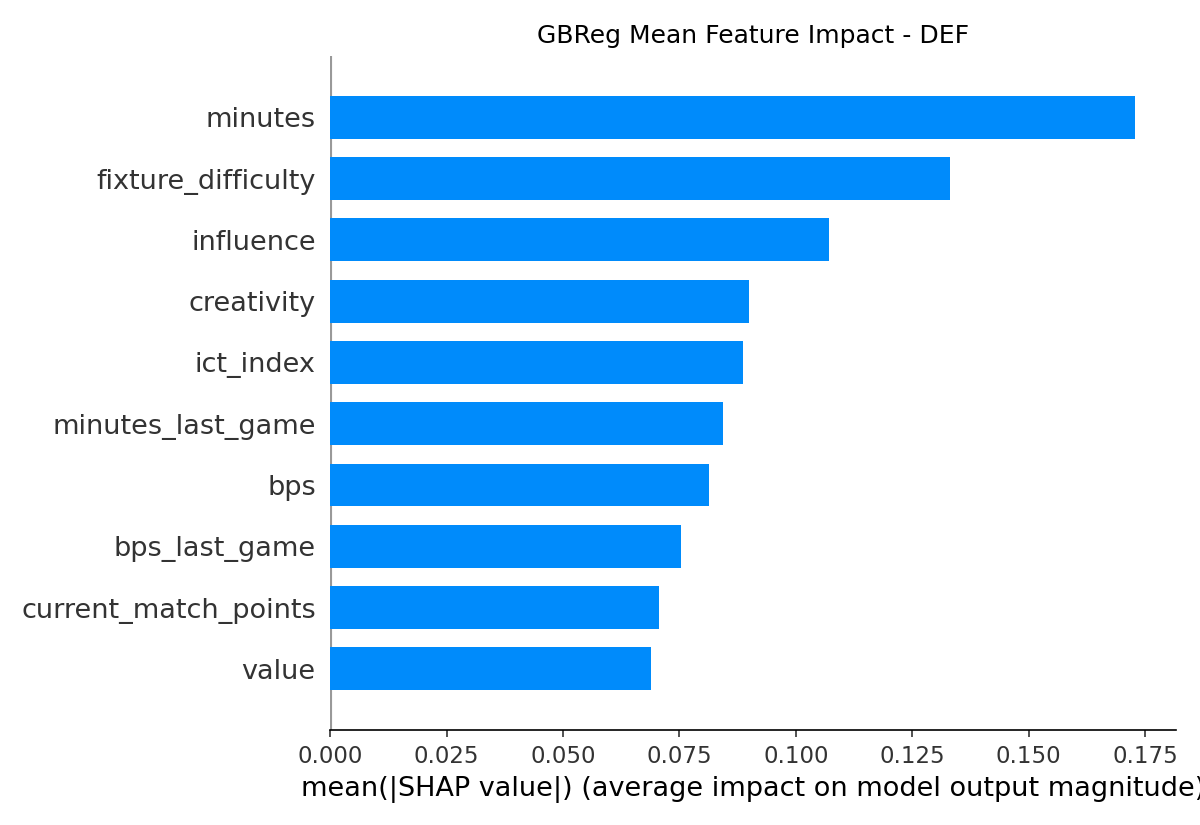 GBReg Mean Feature Impact - DEF
minutes
fixture_difficulty
influence
creativity
ict_index
minutes_last_game
bps
bps_last_game
current_match_points
value
0.000 0.025 0.050 0.075 0.100 0.125 0.150 0.175
mean(|SHAP value|) (average impact on model output magnitude)